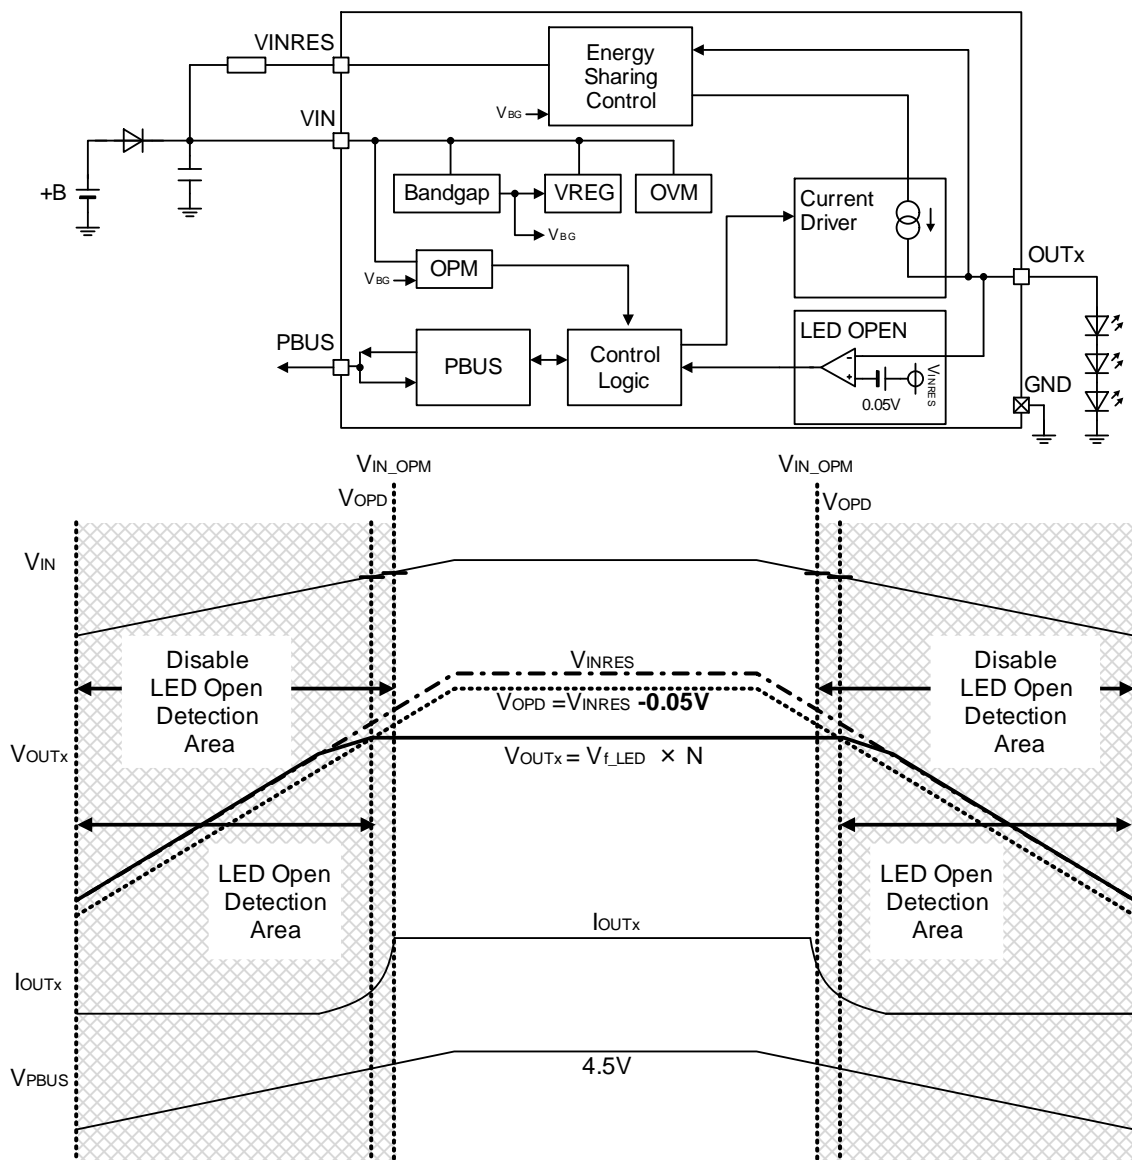 VINRES
Energy
Sharing
Control
VBG
VIN
+B
Bandgap
VREG
OVM
VBG
Current
Driver
VBG
OPM
OUTx
PBUS
PBUS
Control
Logic
LED OPEN
-
+
0.05V
VINRES
GND
VIN_OPM
VIN_OPM
VOPD
VOPD
VIN
Disable
LED Open
Detection
Area
VINRES
VOPD =VINRES -0.05V
Disable
LED Open
Detection
Area
VOUTx
VOUTx = Vf_LED × N
LED Open
Detection
Area
LED Open
Detection
Area
IOUTx
IOUTx
VPBUS
4.5V